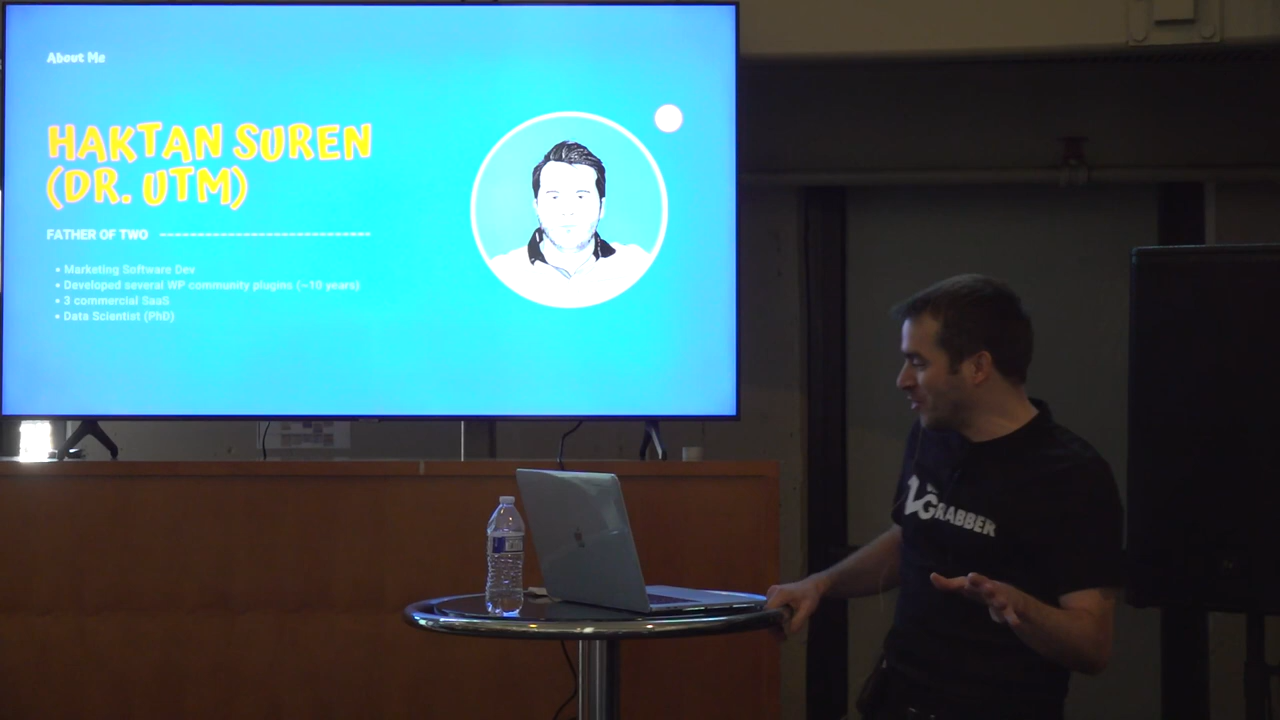 About Me
HAKTAN SUREN
(DR. UTM)
FATHER OF TWO
• Marketing Software Dev
• Developed several WP community plugins (~10 years)
• 3 commercial SaaS
• Data Scientist (PhD)
GRABBER